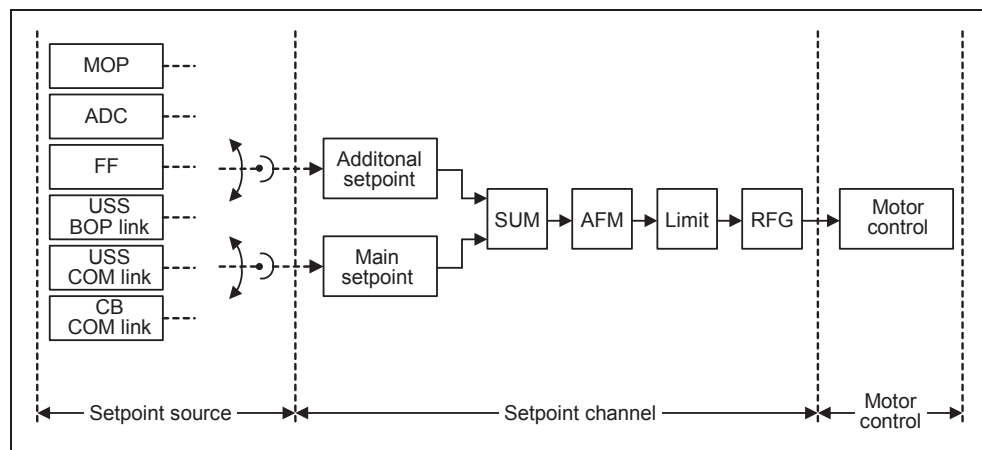 MOP
ADC
FF
USS
BOP link
USS
COM link
CB
COM link
Additonal
setpoint
Main
setpoint
SUM
AFM
Limit
RFG
Motor
control
Setpoint source
Setpoint channel
Motor
control